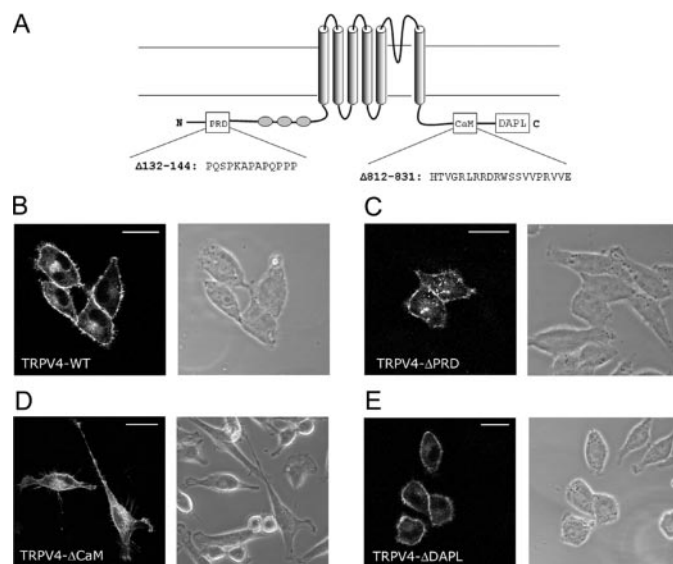 A
N PRD CaM DAPL C
Δ132-144: PQSPKAPAPQPPP
Δ812-831: HTVGRLRRDRWSSVVPRVVE
B
C
TRPV4-WT
TRPV4-ΔPRD
D
E
TRPV4-ΔCaM
TRPV4-ΔDAPL